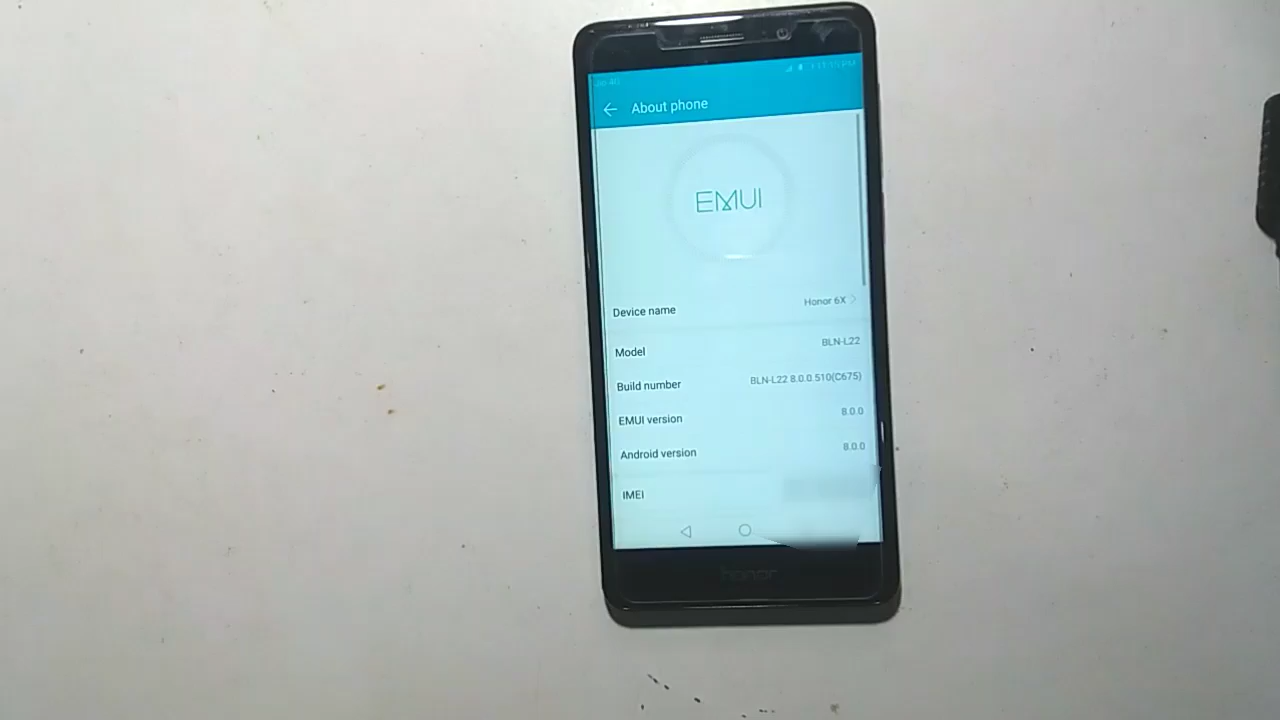 About phone
EMUI
Device name Honor 6X
Model BLN-L22
Build number BLN-L22 8.0.0.510(C675)
EMUI version 8.0.0
Android version 8.0.0
IMEI
honor